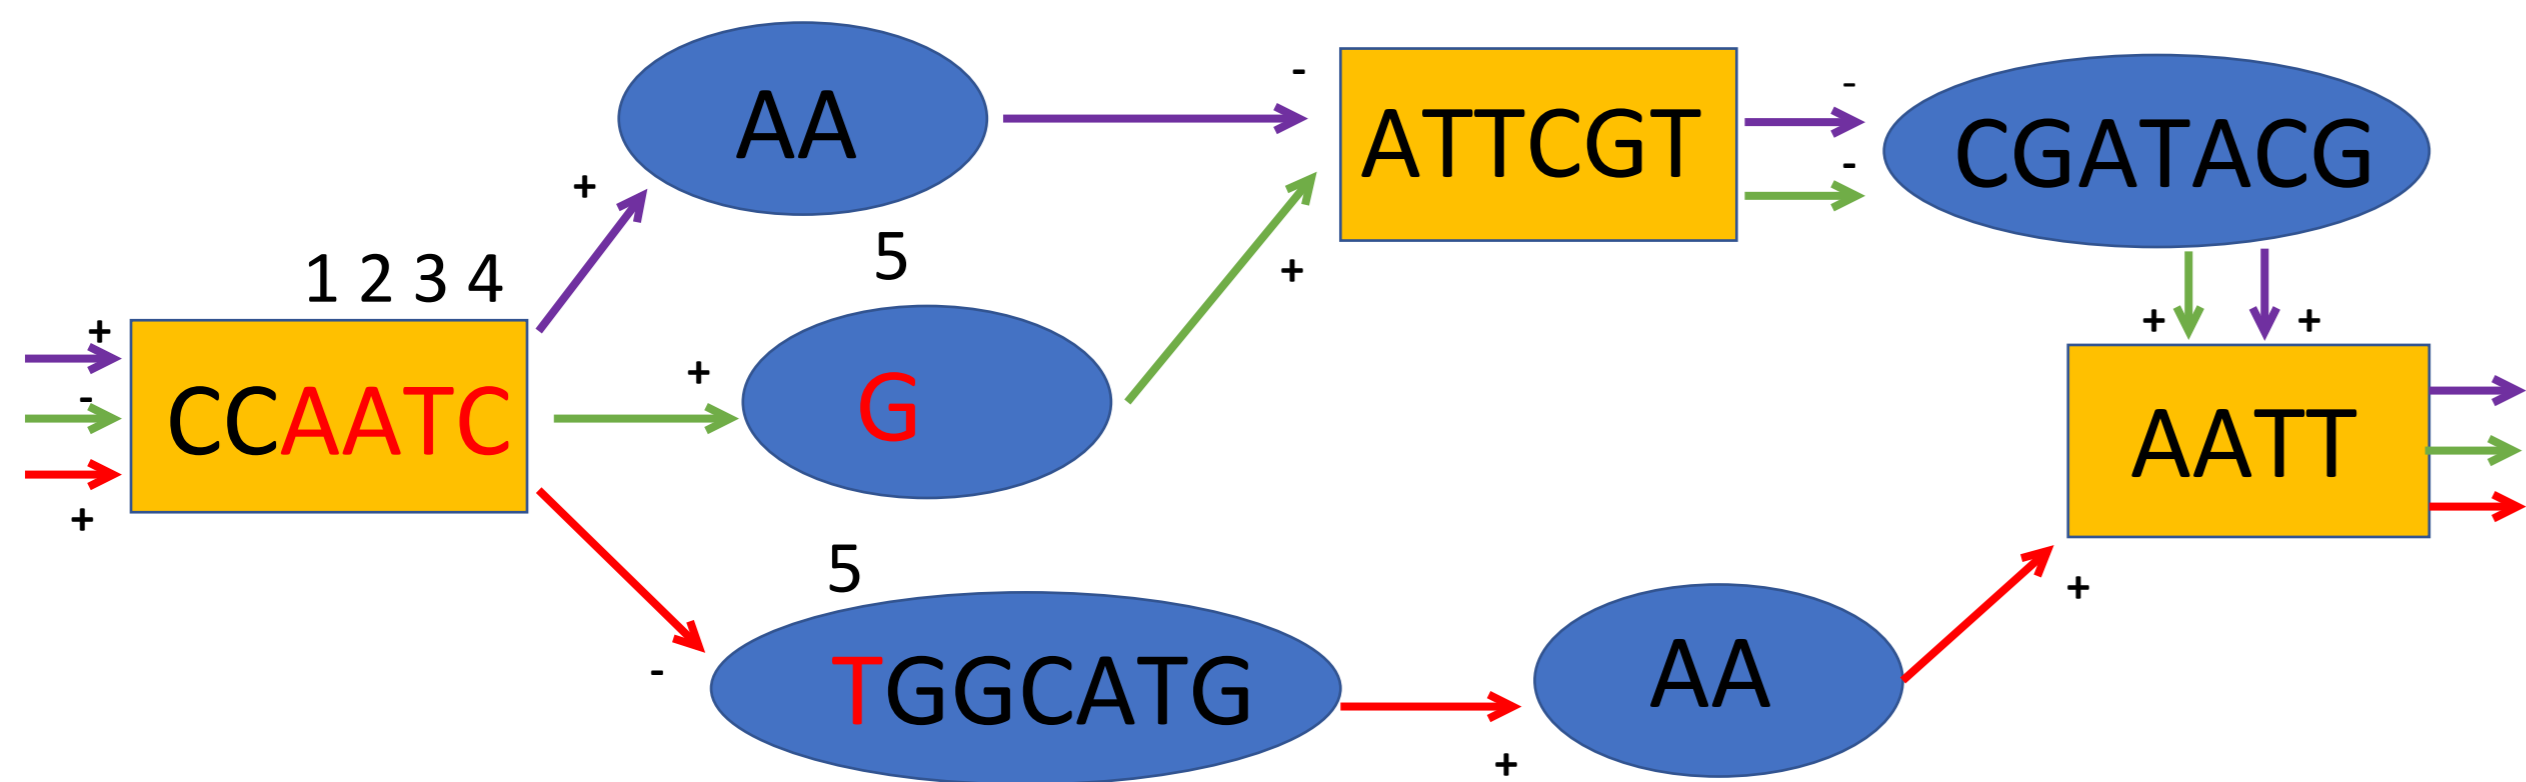 AA
-
ATTCGT
-
-
CGATACG
+
1 2 3 4
5
+
+
-
+
CCAATC
+
G
+
+
AATT
5
-
TGGCATG
+
AA
+